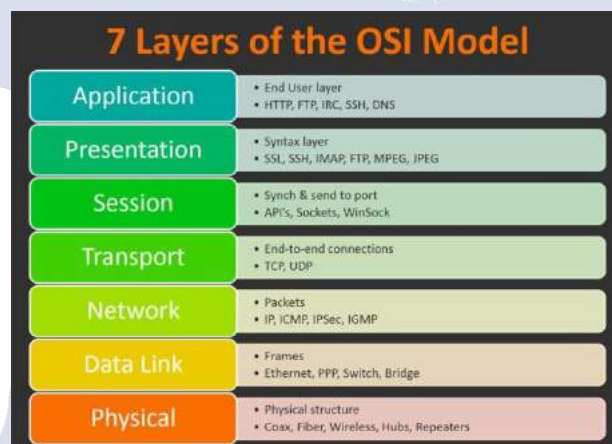 7 Layers of the OSI Model
Application
• End User layer
• HTTP, FTP, IRC, SSH, DNS
Presentation
• Syntax layer
• SSL, SSH, IMAP, FTP, MPEG, JPEG
Session
• Synch & send to port
• API's, Sockets, WinSock
Transport
• End-to-end connections
• TCP, UDP
Network
• Packets
• IP, ICMP, IPSec, IGMP
Data Link
• Frames
• Ethernet, PPP, Switch, Bridge
Physical
• Physical structure
• Coax, Fiber, Wireless, Hubs, Repeaters